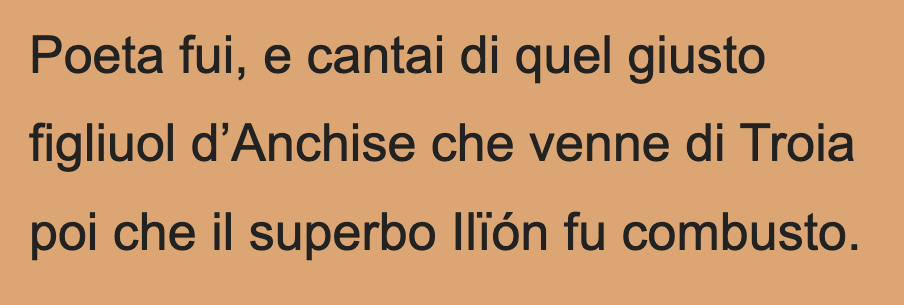 Poeta fui, e cantai di quel giusto
figliuol d’Anchise che venne di Troia
poi che il superbo Ilïón fu combusto.